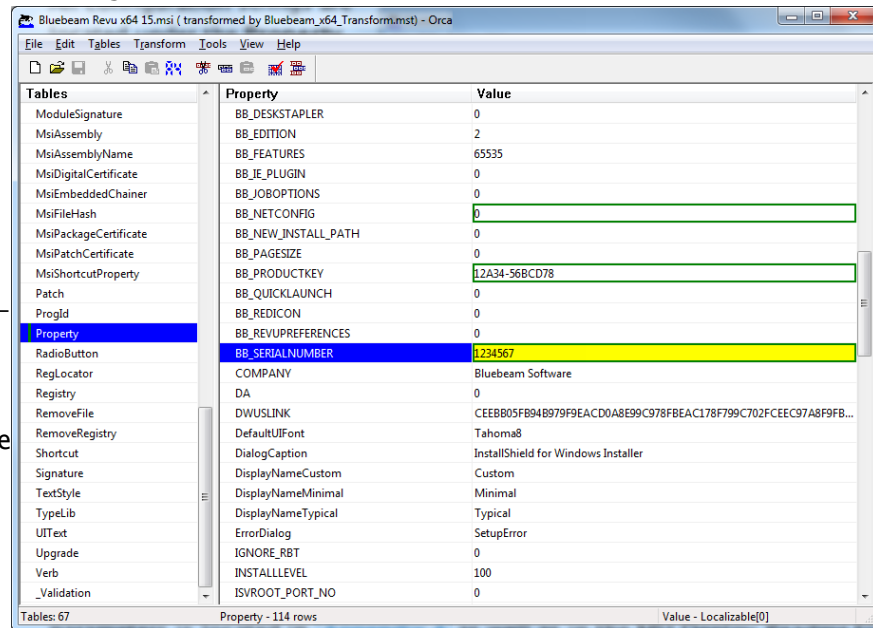 Bluebeam Revu x64 15.msi ( transformed by Bluebeam_x64_Transform.mst) - Orca
File Edit Tables Transform Tools View Help
Tables Property Value
ModuleSignature BB_DESKSTAPLER 0
MsiAssembly BB_EDITION 2
MsiAssemblyName BB_FEATURES 65535
MsiDigitalCertificate BB_IE_PLUGIN 0
MsiEmbeddedChainer BB_JOBOPTIONS 0
MsiFileHash BB_NETCONFIG 0
MsiPackageCertificate BB_NEW_INSTALL_PATH 0
MsiPatchCertificate BB_PAGESIZE 0
MsiShortcutProperty BB_PRODUCTKEY 12A34-56BCD78
Patch BB_QUICKLAUNCH 0
ProgId BB_REDICON 0
Property BB_REVUPREFERENCES 0
RadioButton BB_SERIALNUMBER 1234567
RegLocator COMPANY Bluebeam Software
Registry DA 0
RemoveFile DWUSLINK CEEBB05FB94B979F9EACD0A8E99C978FBEAC178F799C702FCEEC97A8F9FB...
RemoveRegistry DefaultUIFont Tahoma8
Shortcut DialogCaption InstallShield for Windows Installer
Signature DisplayNameCustom Custom
TextStyle DisplayNameMinimal Minimal
TypeLib DisplayNameTypical Typical
UIText ErrorDialog SetupError
Upgrade IGNORE_RBT 0
Verb INSTALLLEVEL 100
_Validation ISVROOT_PORT_NO 0
Tables: 67 Property - 114 rows Value - Localizable[0]